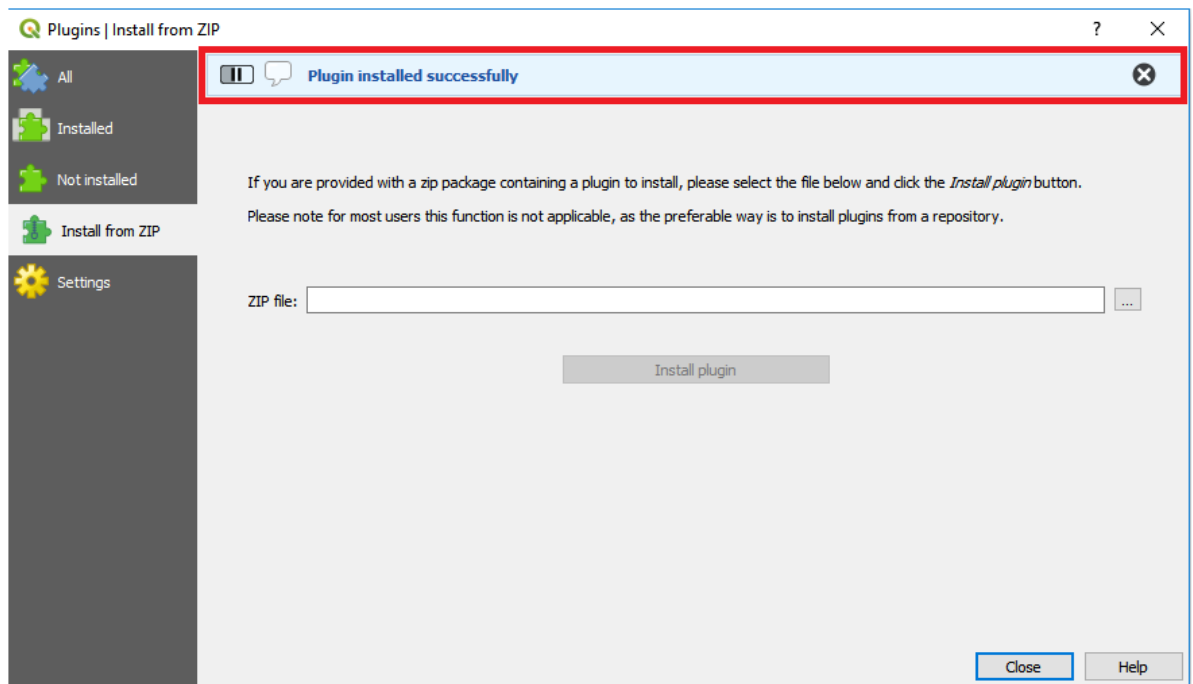 Plugins | Install from ZIP
?
All
Plugin installed successfully
Installed
Not installed
If you are provided with a zip package containing a plugin to install, please select the file below and click the Install plugin button.
Please note for most users this function is not applicable, as the preferable way is to install plugins from a repository.
Install from ZIP
Settings
ZIP file:
...
Install plugin
Close
Help